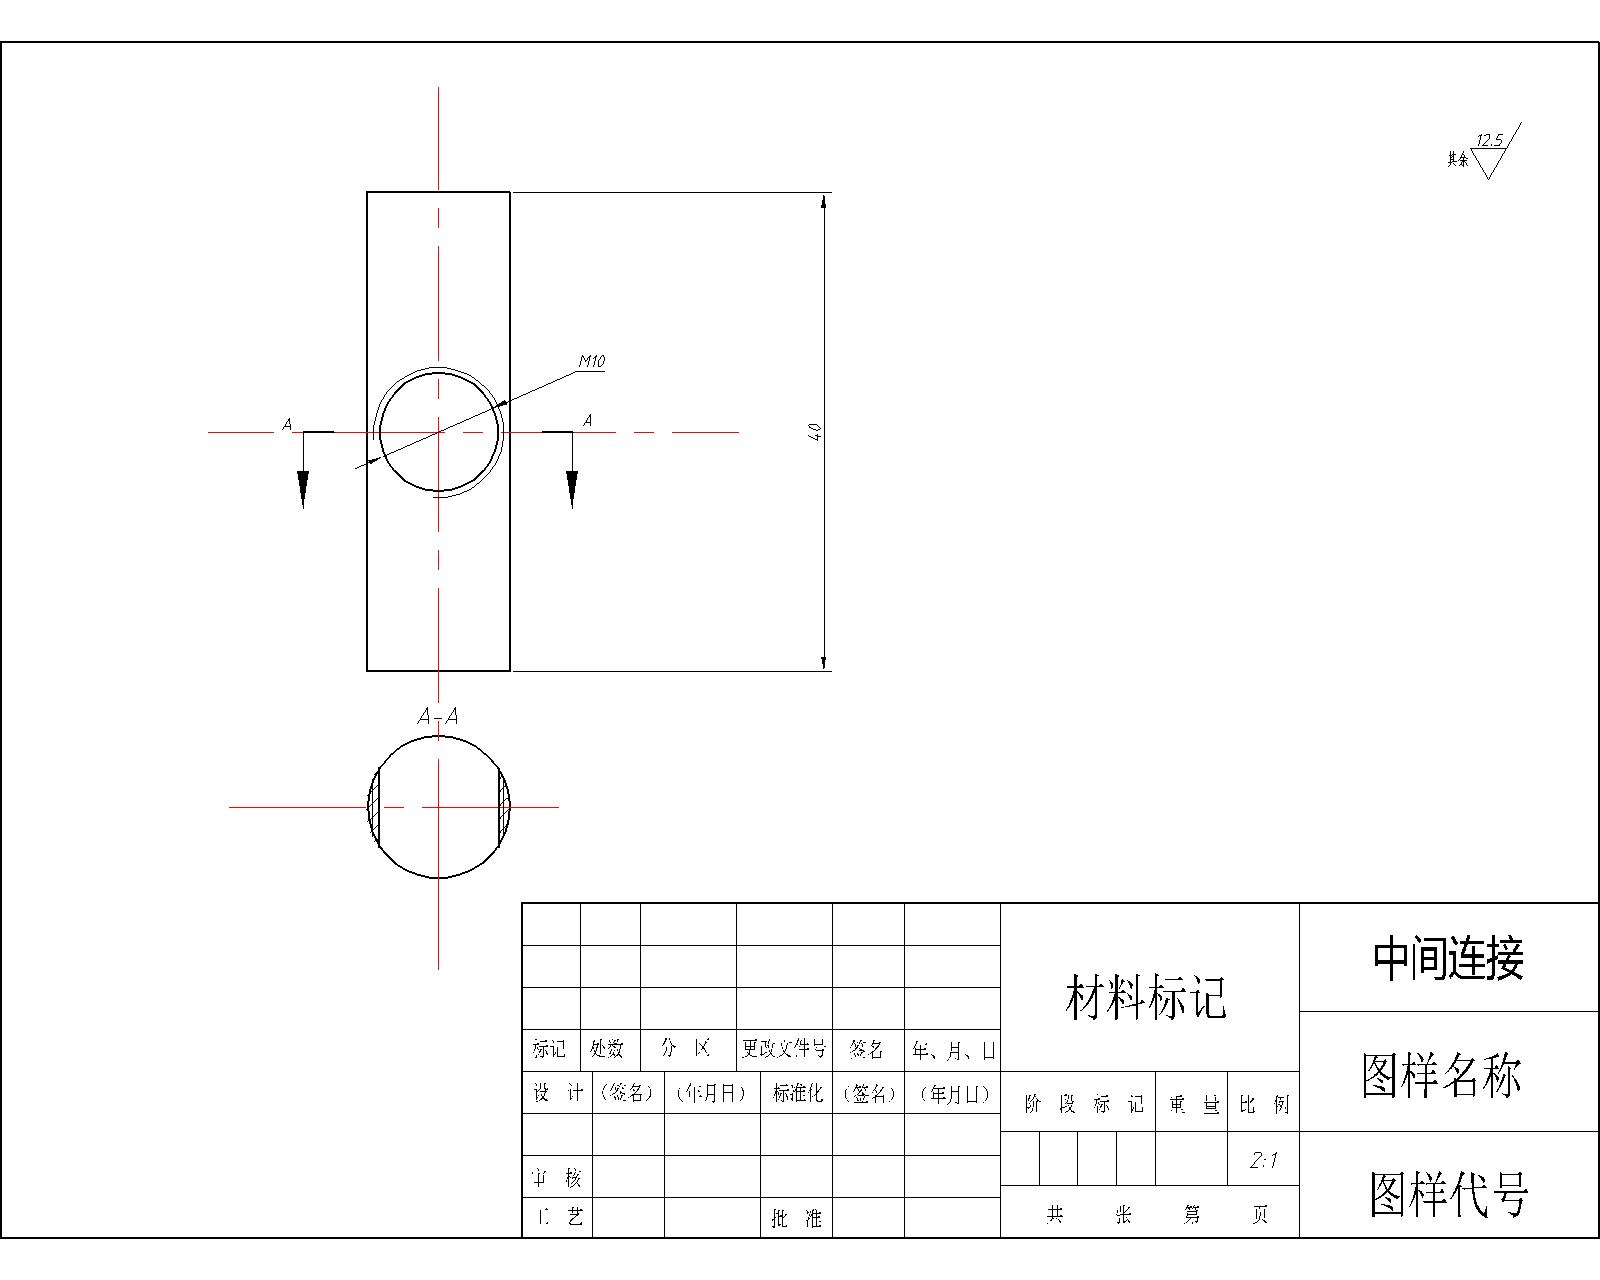 12.5
其余
M10
A
A
40
A-A
中间连接
材料标记
图样名称
标记 处数 分 区 更改文件号 签名 年、月、日
设 计 (签名) (年月日) 标准化 (签名) (年月日)
阶 段 标 记 重 量 比 例
2:1
审 核
图样代号
工 艺 批 准
共 张 第 页